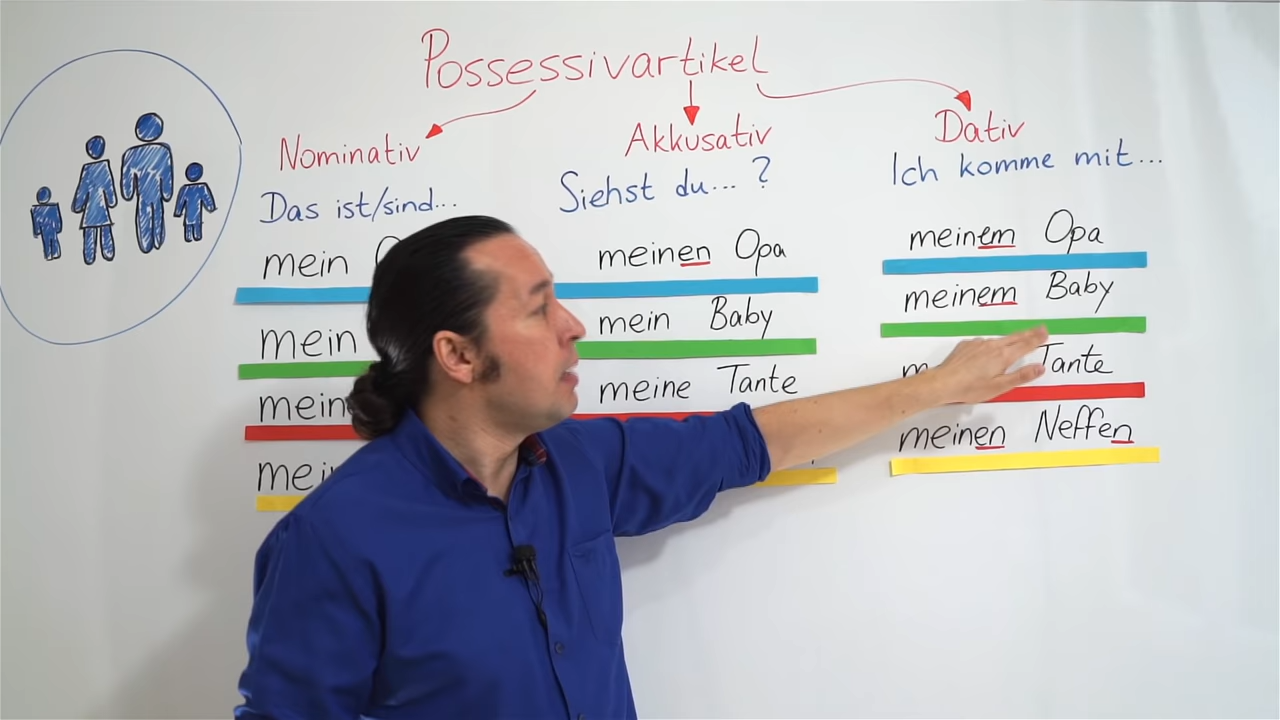 Possessivartikel
Nominativ
Das ist/sind...
mein
mein
mein
Akkusativ
Siehst du... ?
meinen Opa
mein Baby
meine Tante
Dativ
Ich komme mit...
meinem Opa
meinem Baby
Tante
meinen Neffen